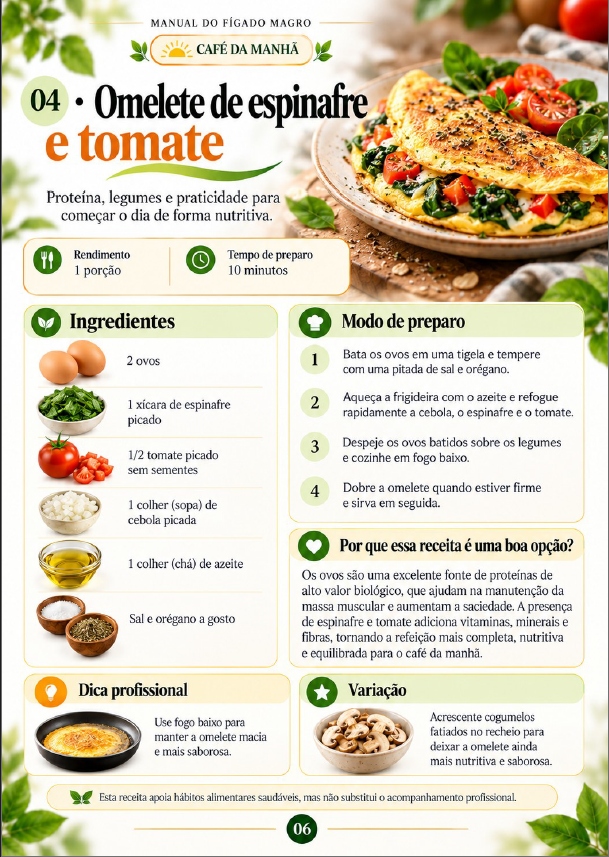 MANUAL DO FÍGADO MAGRO
CAFÉ DA MANHÃ
04 • Omelete de espinafre
e tomate
Proteína, legumes e praticidade para
começar o dia de forma nutritiva.
Rendimento
1 porção
Tempo de preparo
10 minutos
Ingredientes
2 ovos
1 xícara de espinafre
picado
1/2 tomate picado
sem sementes
1 colher (sopa) de
cebola picada
1 colher (chá) de azeite
Sal e orégano a gosto
Modo de preparo
1 Bata os ovos em uma tigela e tempere
com uma pitada de sal e orégano.
2 Aqueça a frigideira com o azeite e refogue
rapidamente a cebola, o espinafre e o tomate.
3 Despeje os ovos batidos sobre os legumes
e cozinhe em fogo baixo.
4 Dobre a omelete quando estiver firme
e sirva em seguida.
Por que essa receita é uma boa opção?
Os ovos são uma excelente fonte de proteínas de
alto valor biológico, que ajudam na manutenção da
massa muscular e aumentam a saciedade. A presença
de espinafre e tomate adiciona vitaminas, minerais e
fibras, tornando a refeição mais completa, nutritiva
e equilibrada para o café da manhã.
Dica profissional
Use fogo baixo para
manter a omelete macia
e mais saborosa.
Variação
Acrescente cogumelos
fatiados no recheio para
deixar a omelete ainda
mais nutritiva e saborosa.
Esta receita apoia hábitos alimentares saudáveis, mas não substitui o acompanhamento profissional.
06